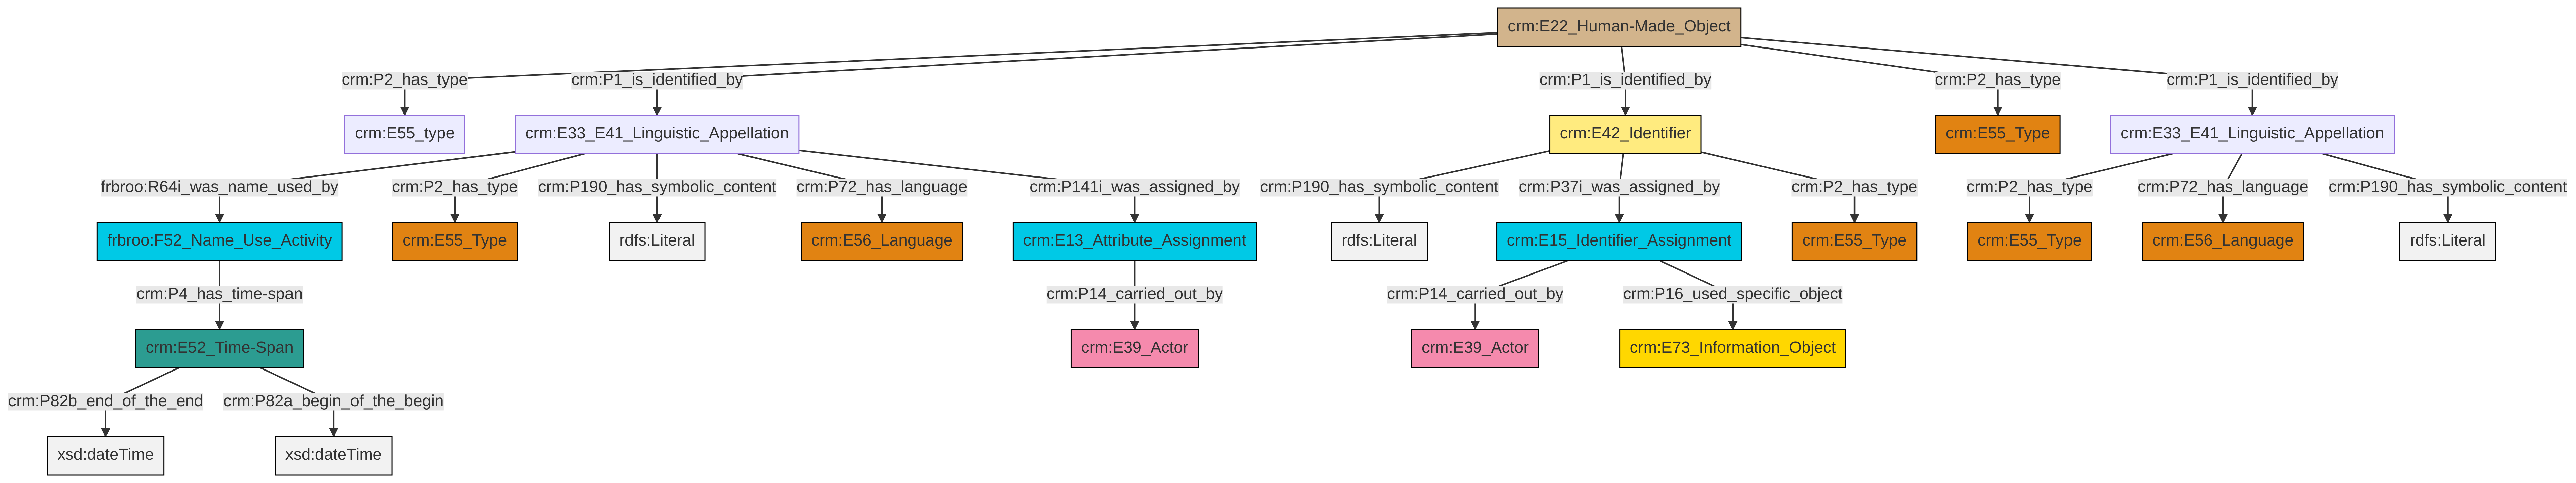 crm:E22_Human-Made_Object
crm:P2_has_type
crm:P1_is_identified_by
crm:P1_is_identified_by
crm:P2_has_type
crm:P1_is_identified_by
crm:E55_type
crm:E33_E41_Linguistic_Appellation
crm:E42_Identifier
crm:E55_Type
crm:E33_E41_Linguistic_Appellation
frbroo:R64i_was_name_used_by
crm:P2_has_type
crm:P190_has_symbolic_content
crm:P72_has_language
crm:P141i_was_assigned_by
crm:P190_has_symbolic_content
crm:P37i_was_assigned_by
crm:P2_has_type
crm:P2_has_type
crm:P72_has_language
crm:P190_has_symbolic_content
frbroo:F52_Name_Use_Activity
crm:E55_Type
rdfs:Literal
crm:E56_Language
crm:E13_Attribute_Assignment
rdfs:Literal
crm:E15_Identifier_Assignment
crm:E55_Type
crm:E55_Type
crm:E56_Language
rdfs:Literal
crm:P4_has_time-span
crm:P14_carried_out_by
crm:P14_carried_out_by
crm:P16_used_specific_object
crm:E52_Time-Span
crm:E39_Actor
crm:E39_Actor
crm:E73_Information_Object
crm:P82b_end_of_the_end
crm:P82a_begin_of_the_begin
xsd:dateTime
xsd:dateTime